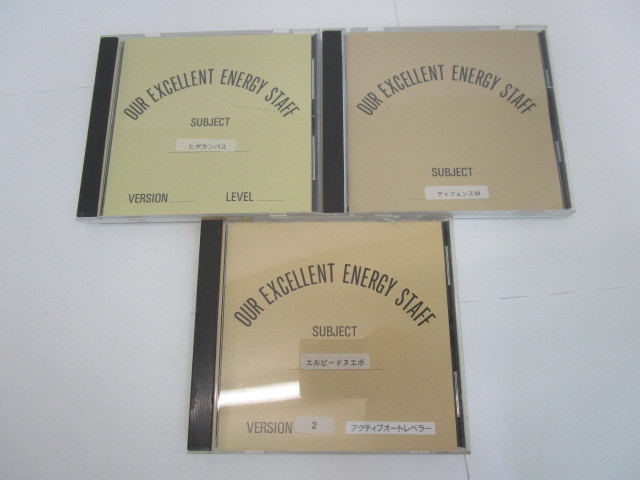 OUR EXCELLENT ENERGY STAFF
SUBJECT
ヒポカンパス
VERSION LEVEL
OUR EXCELLENT ENERGY STAFF
SUBJECT
ディフェンスM
OUR EXCELLENT ENERGY STAFF
SUBJECT
エルビードヌエボ
VERSION 2 アクティブオートレベラー